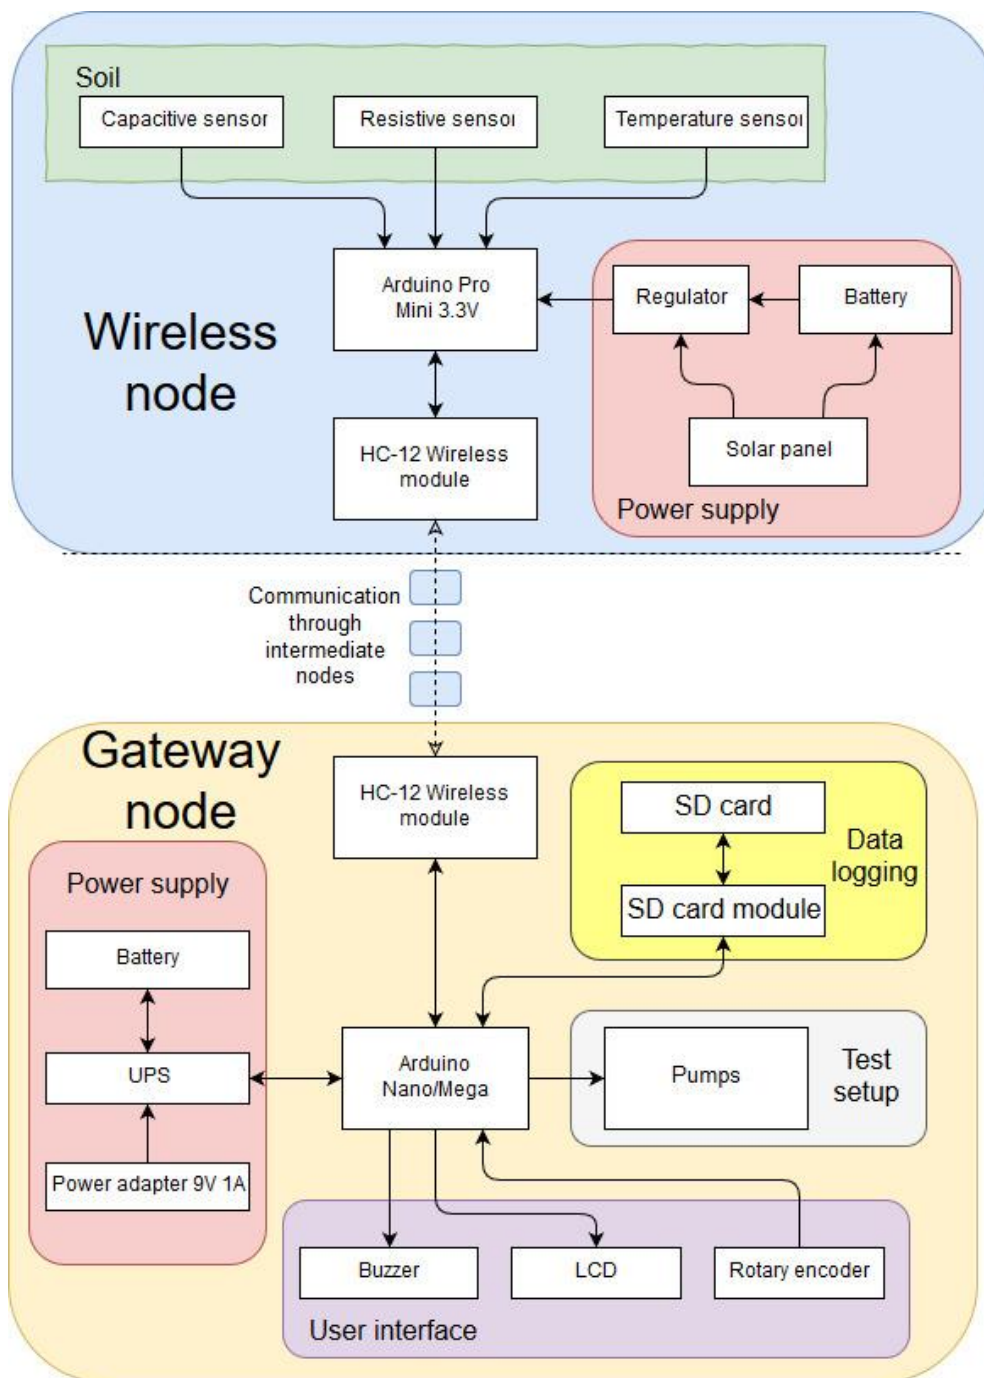 Soil
Capacitive sensor
Resistive sensor
Temperature sensor
Arduino Pro
Mini 3.3V
Regulator
Battery
Wireless
node
HC-12 Wireless
module
Solar panel
Power supply
Communication
through
intermediate
nodes
Gateway
node
HC-12 Wireless
module
SD card
Data
logging
SD card module
Power supply
Battery
UPS
Power adapter 9V 1A
Arduino
Nano/Mega
Pumps
Test
setup
Buzzer
LCD
Rotary encoder
User interface